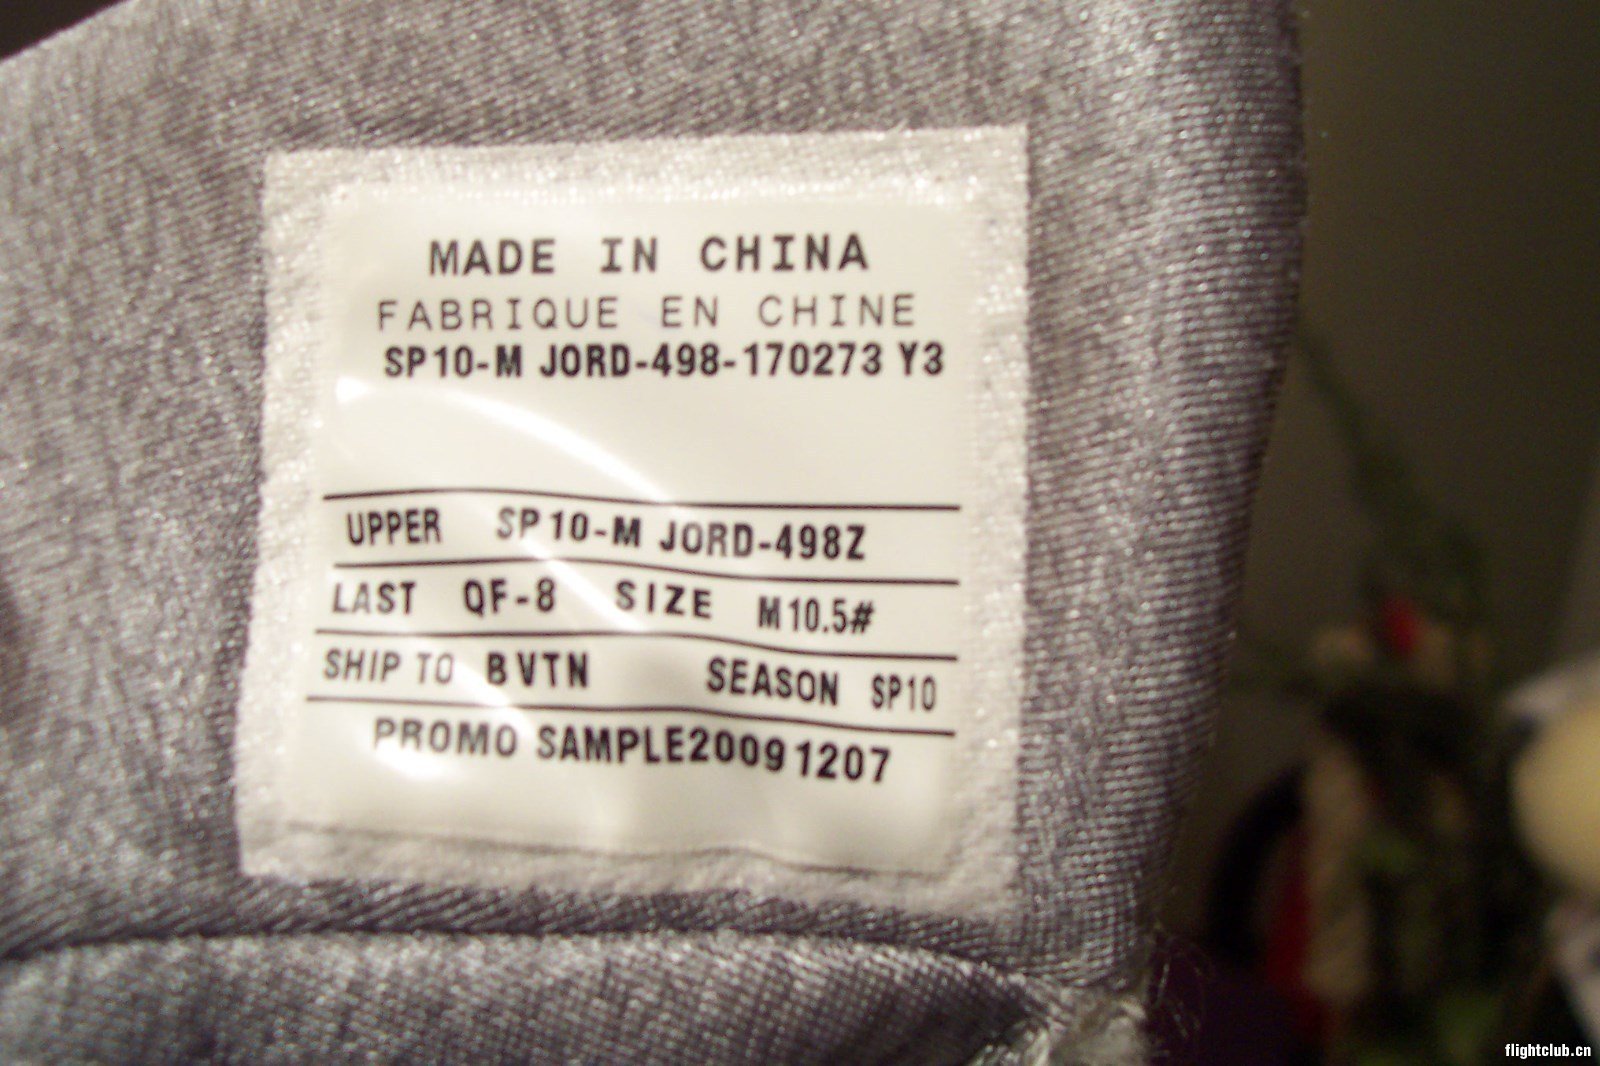 MADE IN CHINA
FABRIQUE EN CHINE
SP10-M JORD-498-170273 Y3
UPPER SP10-M JORD-498Z
LAST QF-8 SIZE M10.5#
SHIP TO BVTN SEASON SP10
PROMO SAMPLE20091207
flightclub.cn